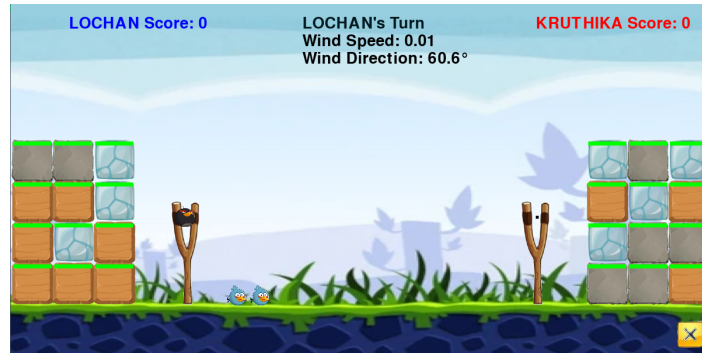 LOCHAN Score: 0
LOCHAN's Turn
KRUTHIKA Score: 0
Wind Speed: 0.01
Wind Direction: 60.6°